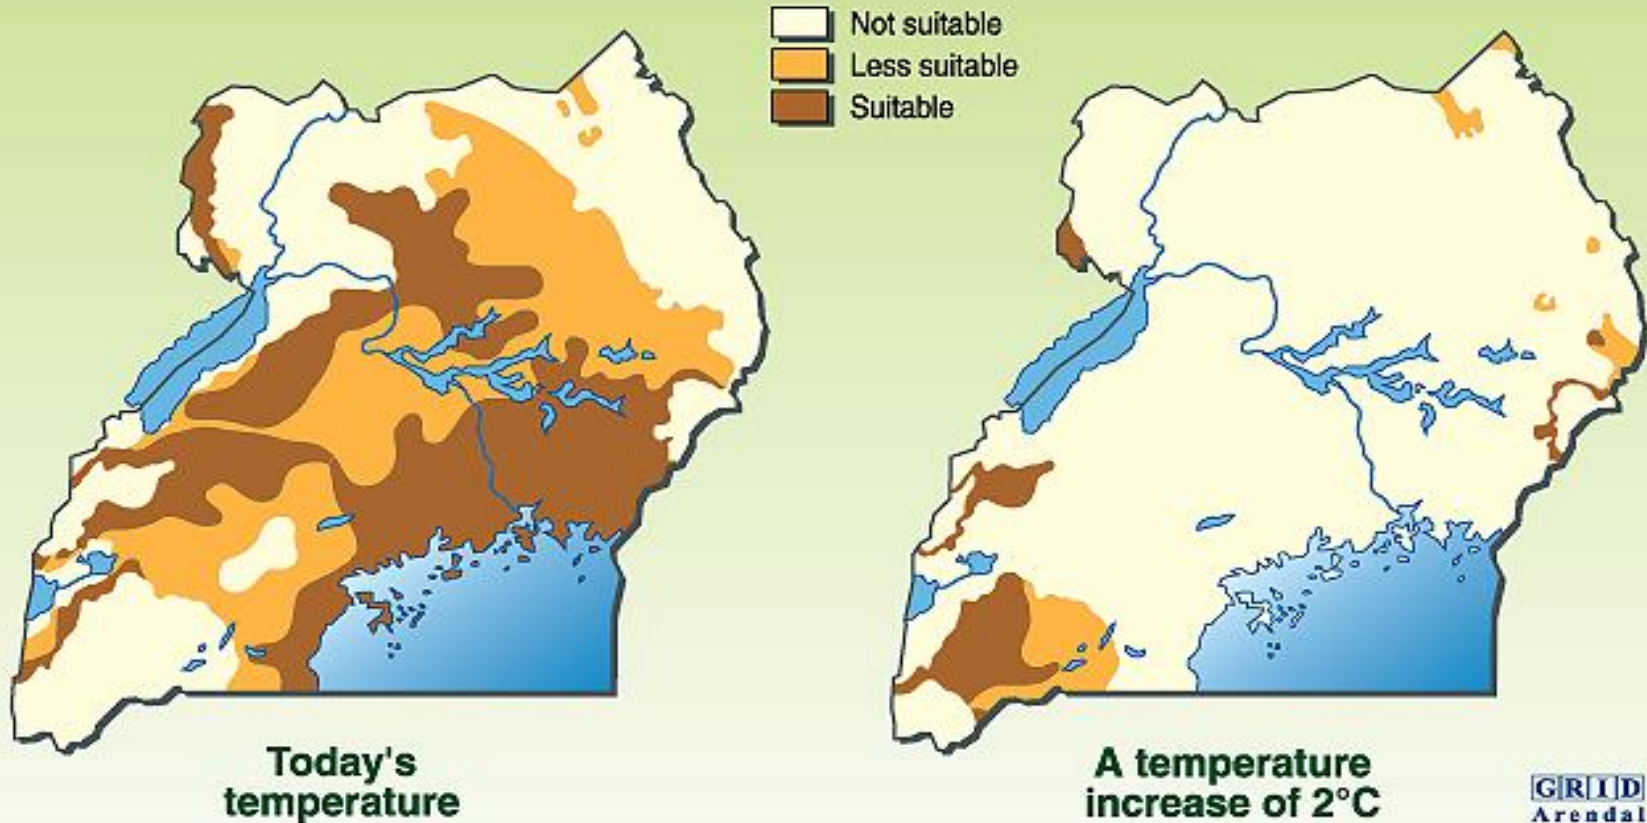 Not suitable
Less suitable
Suitable
Today's
temperature
A temperature
increase of 2°C
GRID
Arendal